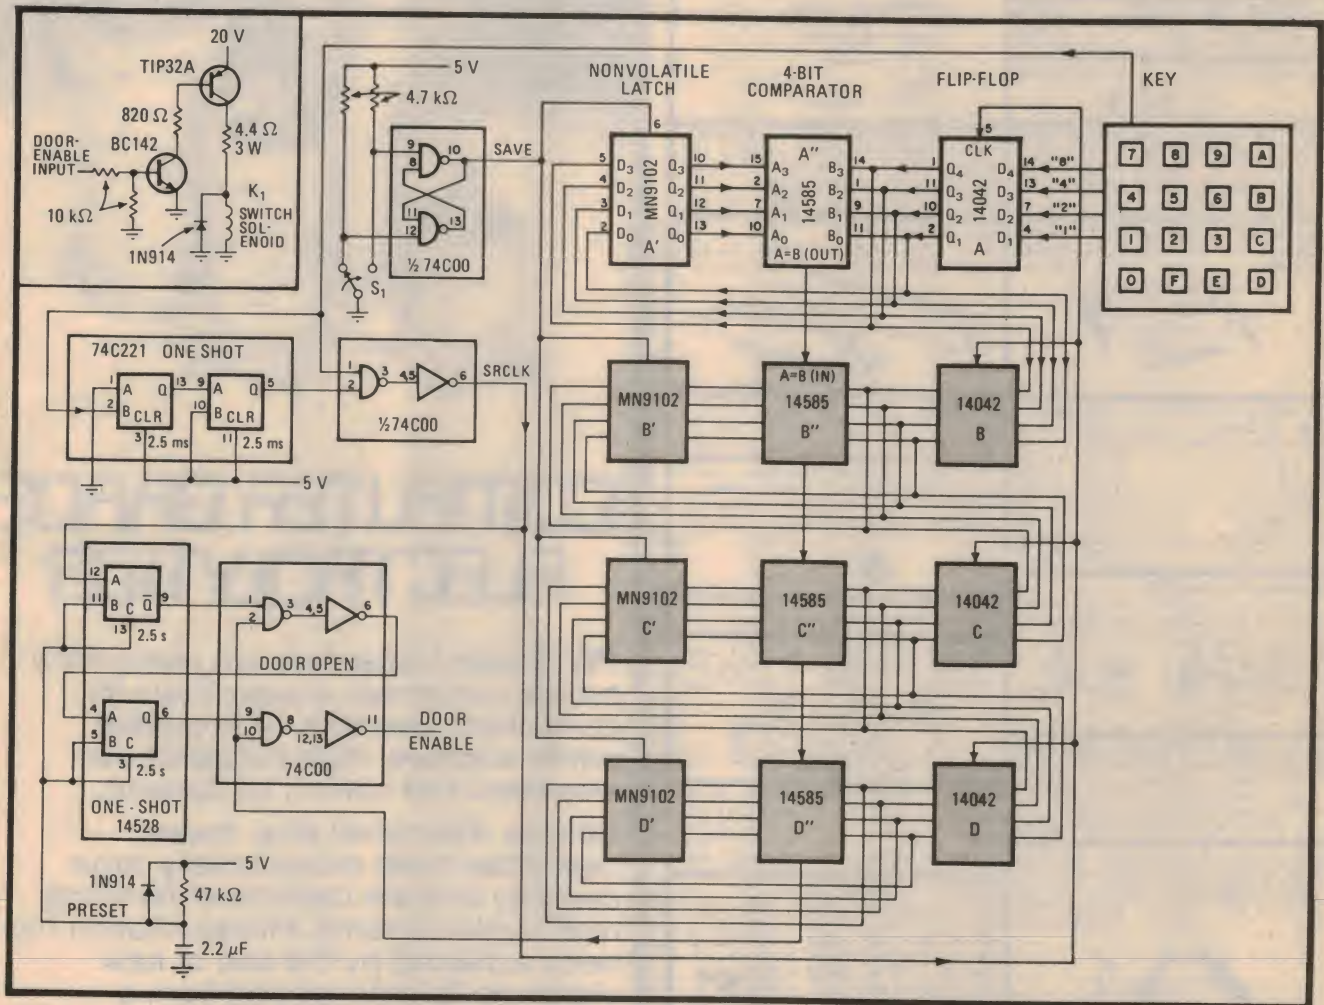 20 V
TIP32A
820 Ω
4.4 Ω
3 W
DOOR-
ENABLE
INPUT
BC142
10 kΩ
K1
SWITCH
SOL-
ENOID
1N914
5 V
4.7 kΩ
9
8
10
SAVE
11
12
13
½ 74C00
S1
NONVOLATILE
LATCH
4-BIT
COMPARATOR
FLIP-FLOP
KEY
6
5 D3 Q3 10
4 D2 Q2 11
3 D1 Q1 12
2 D0 Q0 13
MN9102
A'
15 A3 A" B3 14
2 A2 B2 1
7 A1 B1 9
10 A0 B0 11
14585
A=B (OUT)
5
CLK
1 Q4 D4 14 "8"
11 Q3 D3 13 "4"
10 Q2 D2 7 "2"
2 Q1 D1 4 "1"
14042
A
7 8 9 A
4 5 6 B
1 2 3 C
0 F E D
74C221 ONE SHOT
1 A Q 13
2 B CLR
3 2.5 ms
9 A Q 5
10 B CLR
11 2.5 ms
5 V
1
2
3
4,5
6
SRCLK
½74C00
MN9102
B'
A=B (IN)
14585
B"
14042
B
12 A
11 B C Q 9
13 2.5 s
4 A Q 6
5 B C
3 2.5 s
ONE-SHOT
14528
1
2
3
4,5
6
DOOR OPEN
9
10
8
12,13
11
DOOR
ENABLE
74C00
MN9102
C'
14585
C"
14042
C
MN9102
D'
14585
D"
14042
D
5 V
1N914
47 kΩ
PRESET
2.2 µF